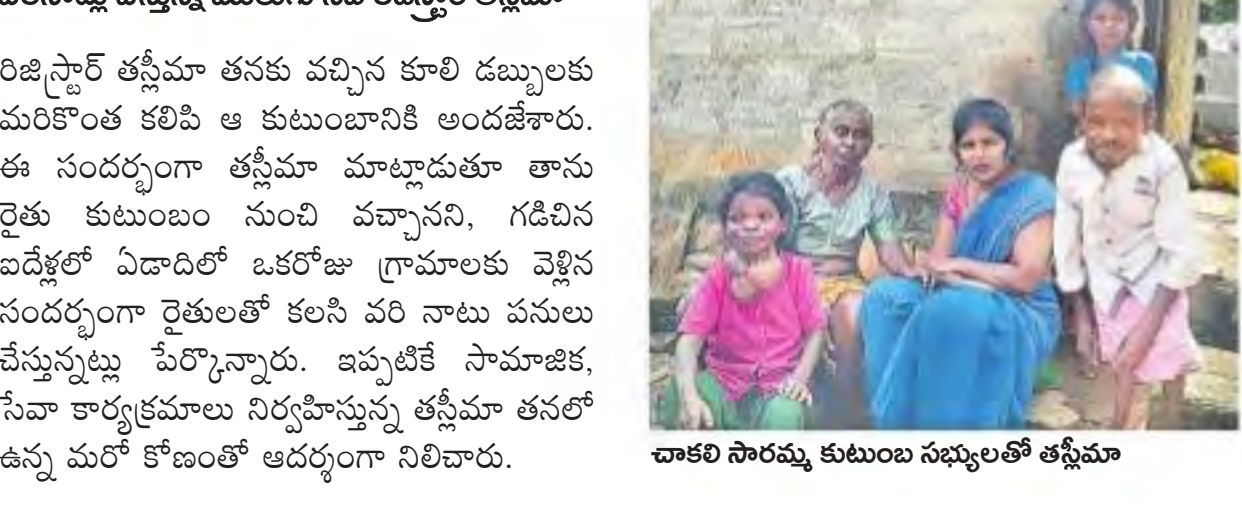 రిజిస్ట్రార్ తస్లీమా తనకు వచ్చిన కూలి డబ్బులకు
మరికొంత కలిపి ఆ కుటుంబానికి అందజేశారు.
ఈ సందర్భంగా తస్లీమా మాట్లాడుతూ తాను
రైతు కుటుంబం నుంచి వచ్చానని, గడిచిన
ఐదేళ్లలో ఏడాదిలో ఒకరోజు గ్రామాలకు వెళ్లిన
సందర్భంగా రైతులతో కలసి వరి నాటు పనులు
చేస్తున్నట్లు పేర్కొన్నారు. ఇప్పటికే సామాజిక,
సేవా కార్యక్రమాలు నిర్వహిస్తున్న తస్లీమా తనలో
ఉన్న మరో కోణంతో ఆదర్శంగా నిలిచారు.
చాకలి సారమ్మ కుటుంబ సభ్యులతో తస్లీమా